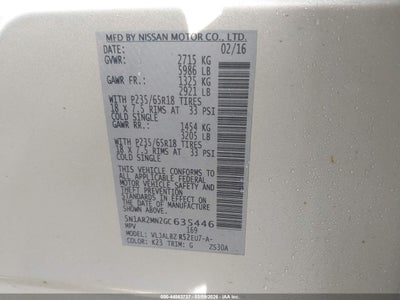 MFD BY NISSAN MOTOR CO., LTD.
DATE: 02/16
GVWR: 2715 KG
5986 LB
GAWR FR.: 1325 KG
2921 LB
WITH P235/65R18 TIRES
18 X 7.5 RIMS AT 33 PSI
COLD SINGLE
GAWR RR.: 1454 KG
3205 LB
WITH P235/65R18 TIRES
18 X 7.5 RIMS AT 33 PSI
COLD SINGLE
THIS VEHICLE CONFORMS TO ALL
APPLICABLE FEDERAL MOTOR VEHICLE
SAFETY STANDARDS
IN EFFECT ON THE DATE OF
MANUFACTURE SHOWN ABOVE.
5N1AR2MN2GC635446
MPV 169
MODEL: VLJALBZ R52EU7-A-
COLOR: K23 TRIM: G ZS30A